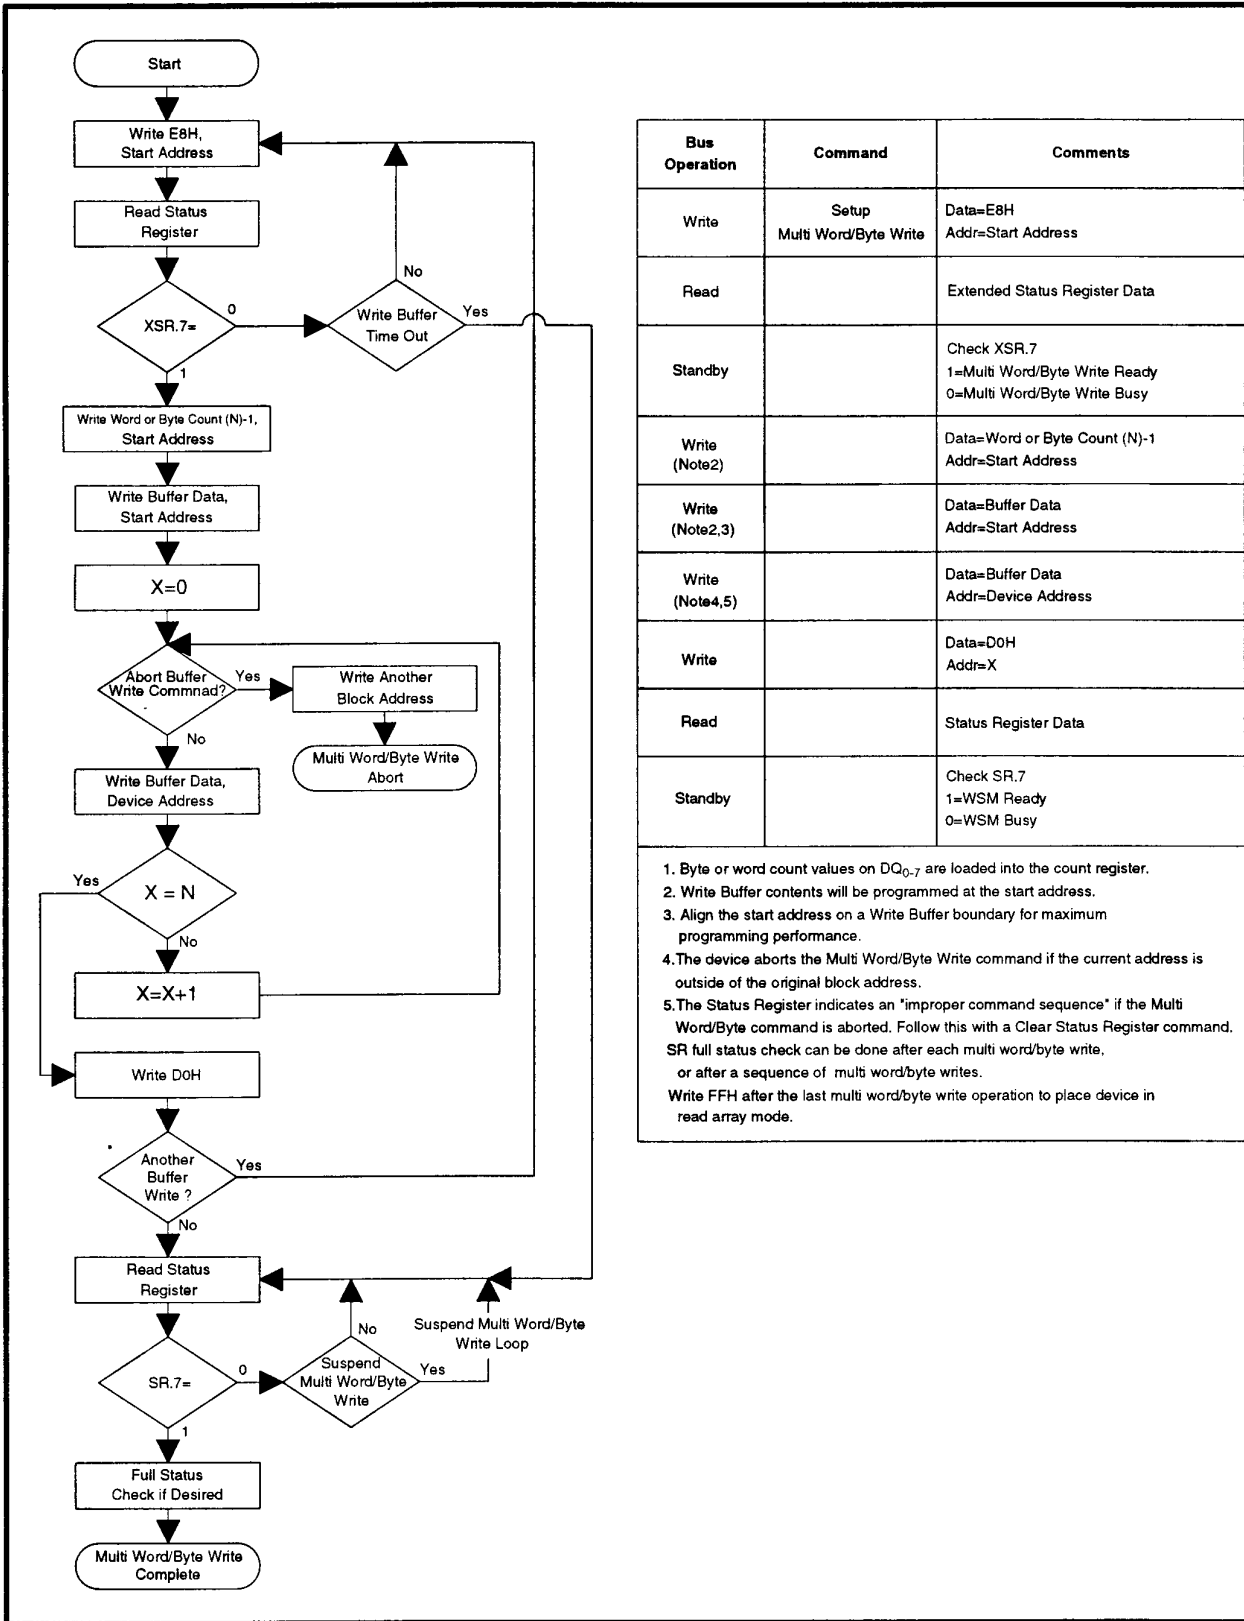 Start
Write E8H,
Start Address
Read Status
Register
XSR.7=
0
1
No
Write Buffer
Time Out
Yes
Write Word or Byte Count (N)-1,
Start Address
Write Buffer Data,
Start Address
X=0
Abort Buffer
Write Commnad?
Yes
No
Write Another
Block Address
Multi Word/Byte Write
Abort
Write Buffer Data,
Device Address
Yes
X = N
No
X=X+1
Write D0H
Another
Buffer
Write ?
Yes
No
Read Status
Register
SR.7=
0
1
No
Suspend
Multi Word/Byte
Write
Yes
Suspend Multi Word/Byte
Write Loop
Full Status
Check if Desired
Multi Word/Byte Write
Complete
Bus
Operation
Command
Comments
Write
Setup
Multi Word/Byte Write
Data=E8H
Addr=Start Address
Read
Extended Status Register Data
Standby
Check XSR.7
1=Multi Word/Byte Write Ready
0=Multi Word/Byte Write Busy
Write
(Note2)
Data=Word or Byte Count (N)-1
Addr=Start Address
Write
(Note2,3)
Data=Buffer Data
Addr=Start Address
Write
(Note4,5)
Data=Buffer Data
Addr=Device Address
Write
Data=D0H
Addr=X
Read
Status Register Data
Standby
Check SR.7
1=WSM Ready
0=WSM Busy
1. Byte or word count values on DQ0-7 are loaded into the count register.
2. Write Buffer contents will be programmed at the start address.
3. Align the start address on a Write Buffer boundary for maximum
programming performance.
4.The device aborts the Multi Word/Byte Write command if the current address is
outside of the original block address.
5.The Status Register indicates an "improper command sequence" if the Multi
Word/Byte command is aborted. Follow this with a Clear Status Register command.
SR full status check can be done after each multi word/byte write,
or after a sequence of multi word/byte writes.
Write FFH after the last multi word/byte write operation to place device in
read array mode.